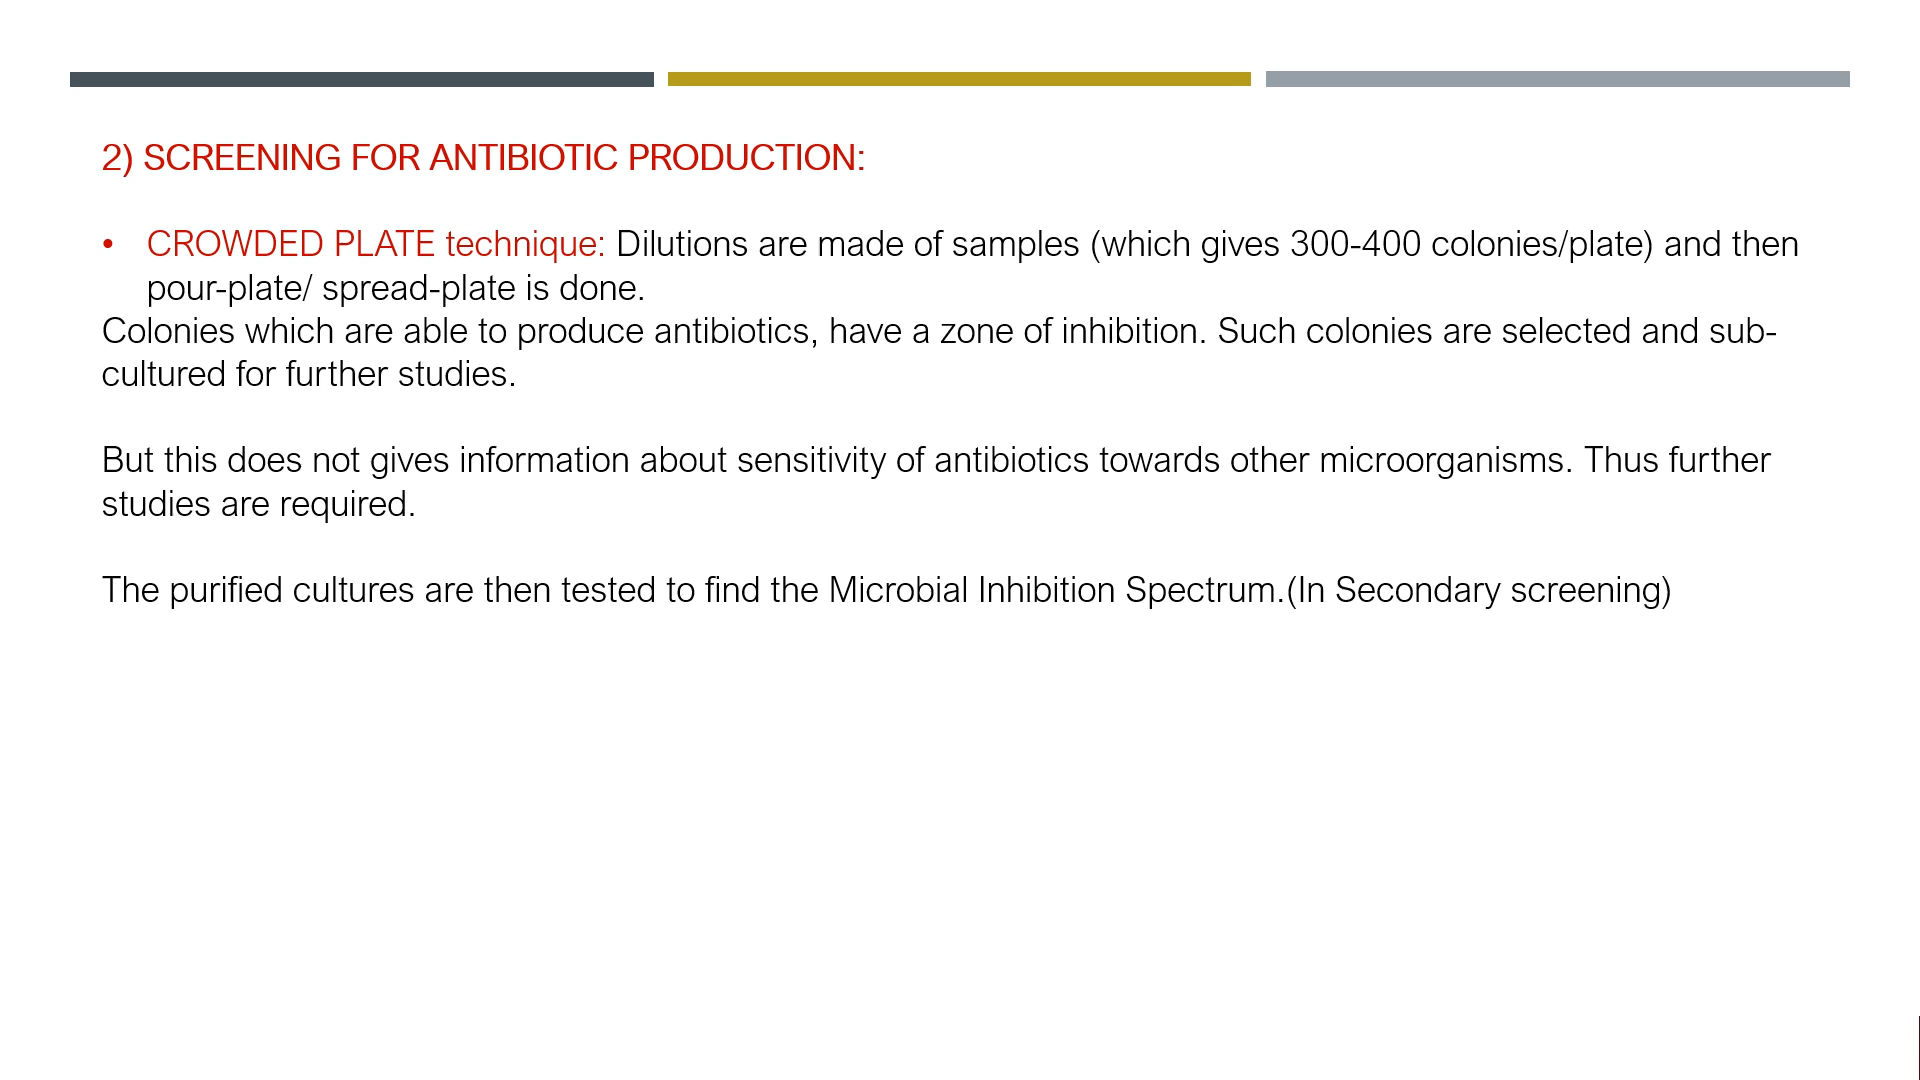 2) SCREENING FOR ANTIBIOTIC PRODUCTION:
• CROWDED PLATE technique: Dilutions are made of samples (which gives 300-400 colonies/plate) and then
pour-plate/ spread-plate is done.
Colonies which are able to produce antibiotics, have a zone of inhibition. Such colonies are selected and sub-
cultured for further studies.
But this does not gives information about sensitivity of antibiotics towards other microorganisms. Thus further
studies are required.
The purified cultures are then tested to find the Microbial Inhibition Spectrum.(In Secondary screening)